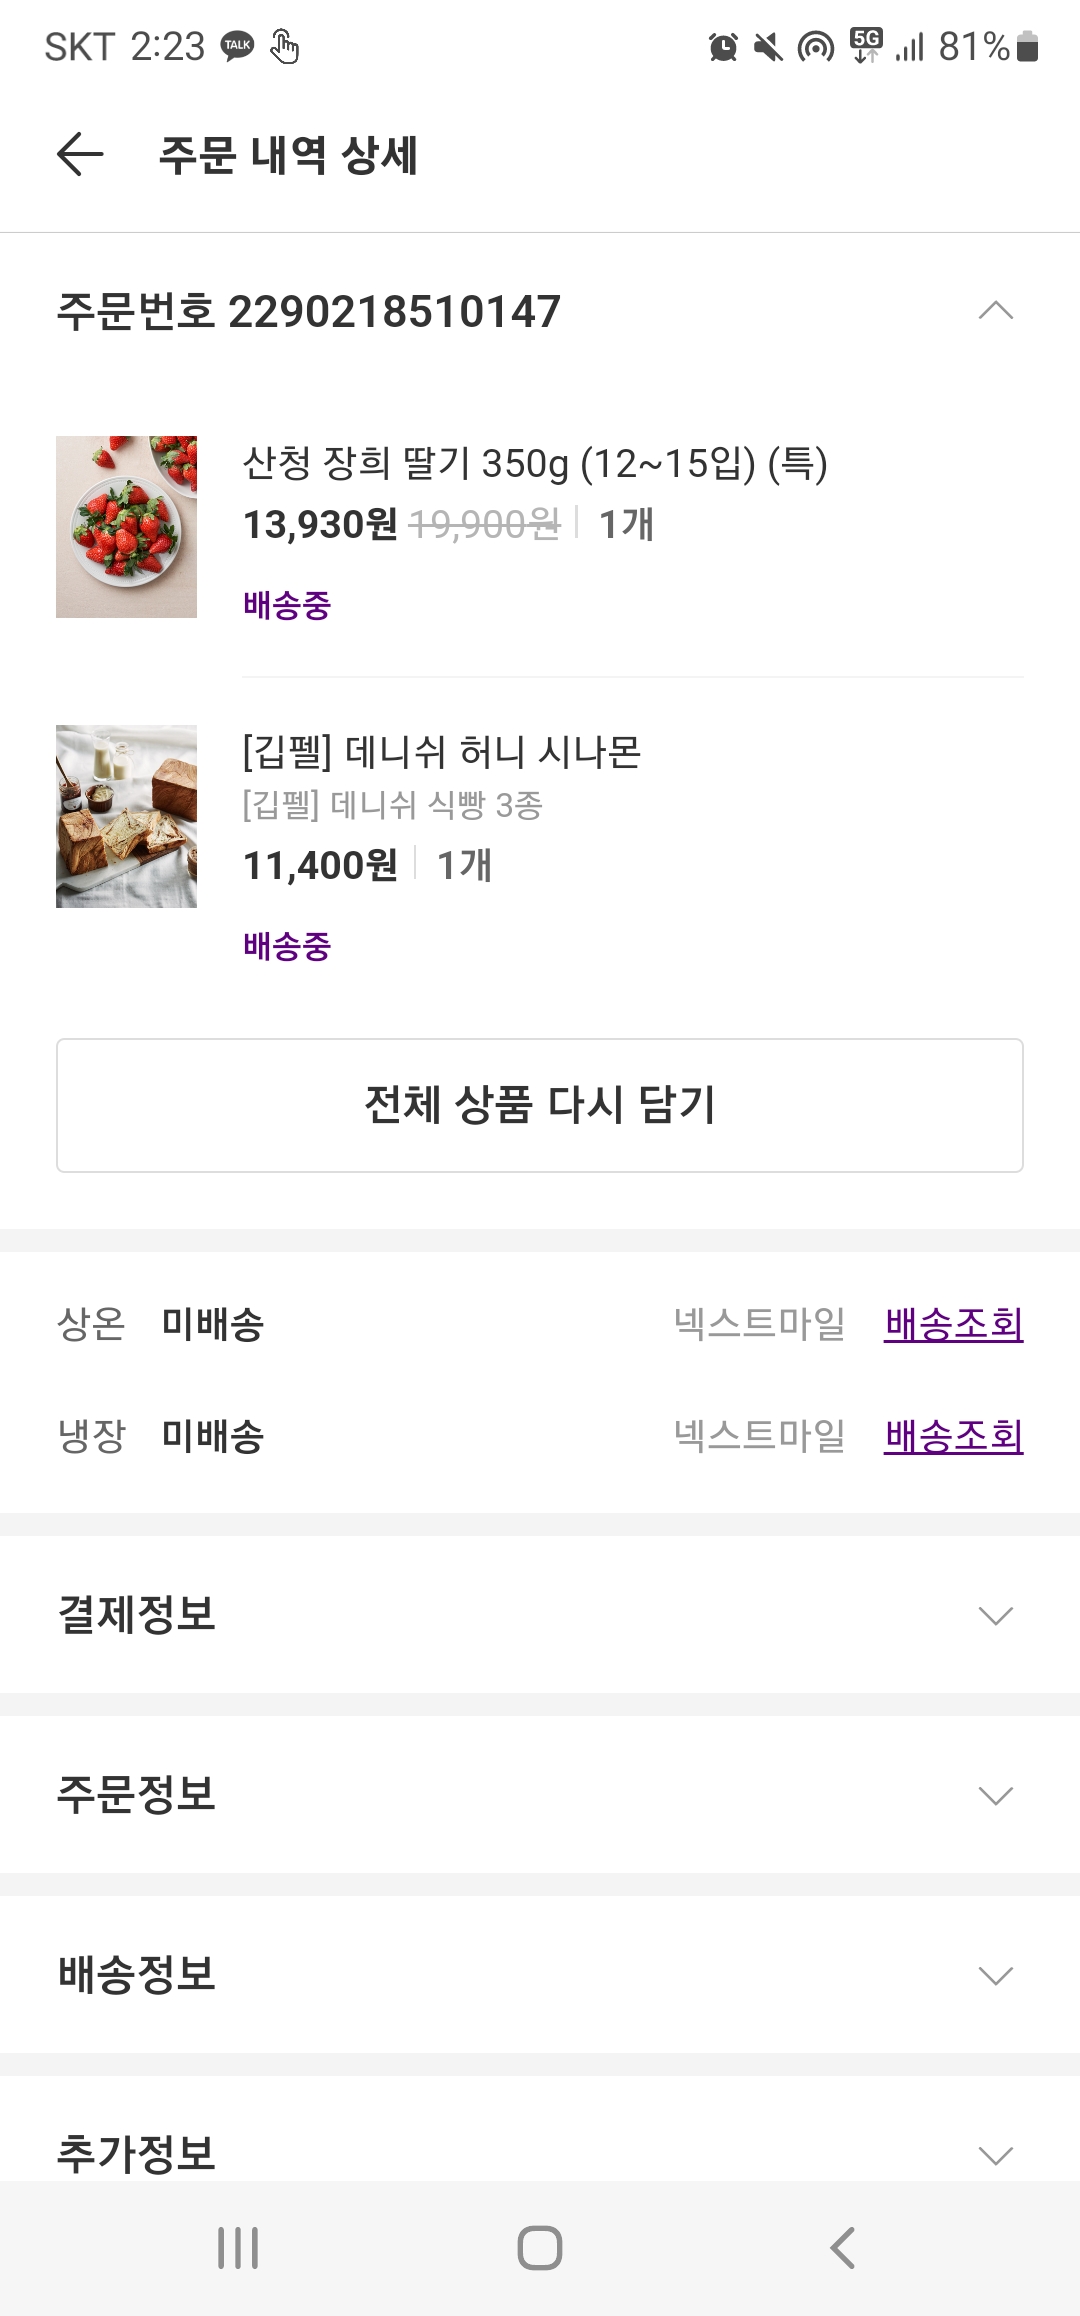 SKT 2:23 TALK 5G 81%
주문 내역 상세
주문번호 2290218510147
산청 장희 딸기 350g (12~15입) (특)
13,930원 19,900원 1개
배송중
[깁펠] 데니쉬 허니 시나몬
[깁펠] 데니쉬 식빵 3종
11,400원 1개
배송중
전체 상품 다시 담기
상온 미배송 넥스트마일 배송조회
냉장 미배송 넥스트마일 배송조회
결제정보
주문정보
배송정보
추가정보